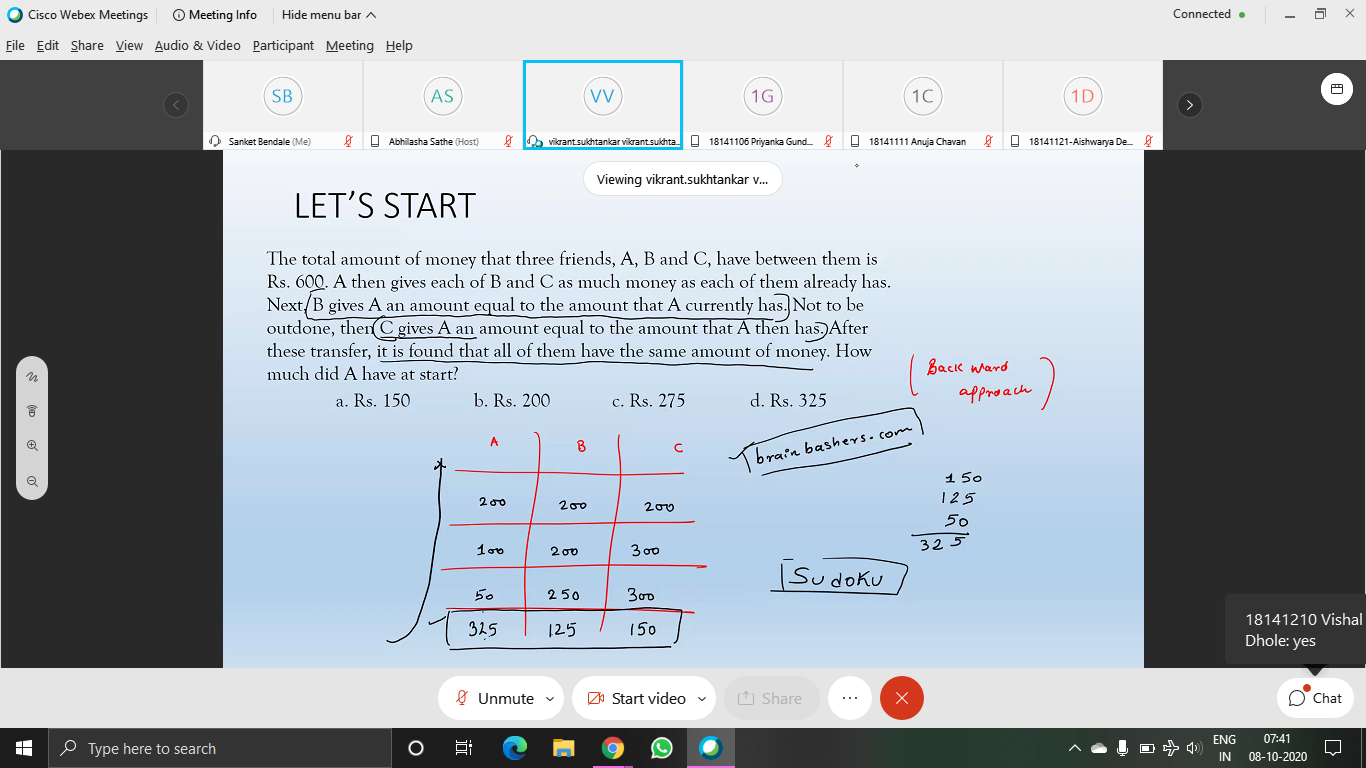 Cisco Webex Meetings
Meeting Info
Hide menu bar
Connected
File Edit Share View Audio & Video Participant Meeting Help
SB AS VV 1G 1C 1D
Sanket Bendale (Me)
Abhilasha Sathe (Host)
vikrant.sukhtankar vikrant.sukhta...
18141106 Priyanka Gund...
18141111 Anuja Chavan
18141121-Aishwarya De...
Viewing vikrant.sukhtankar v...
LET'S START
The total amount of money that three friends, A, B and C, have between them is
Rs. 600. A then gives each of B and C as much money as each of them already has.
Next, B gives A an amount equal to the amount that A currently has. Not to be
outdone, then C gives A an amount equal to the amount that A then has. After
these transfer, it is found that all of them have the same amount of money. How
much did A have at start?
a. Rs. 150 b. Rs. 200 c. Rs. 275 d. Rs. 325
Back ward
approach
brainbashers.com
A B C
200 200 200
100 200 300
50 250 300
325 125 150
150
125
50
325
Sudoku
18141210 Vishal
Dhole: yes
Unmute
Start video
Share
Chat
Type here to search
ENG
IN
07:41
08-10-2020